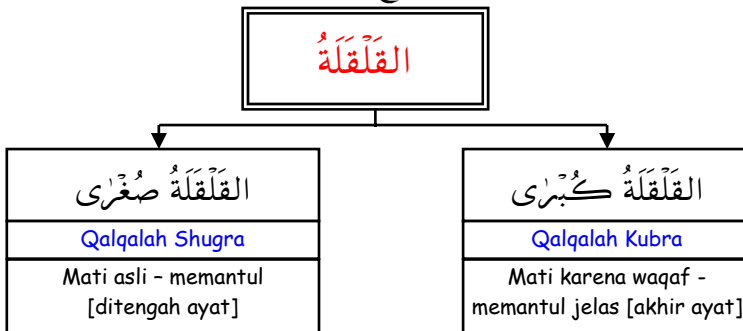 القَلْقَلَةُ
القَلْقَلَةُ صُغْرٰى
Qalqalah Shugra
Mati asli – memantul
[ditengah ayat]
القَلْقَلَةُ كُبْرٰى
Qalqalah Kubra
Mati karena waqaf -
memantul jelas [akhir ayat]